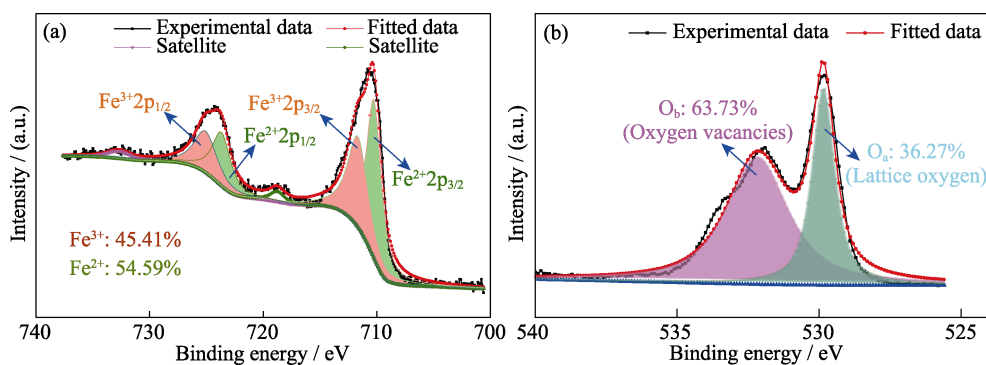 (a)
Experimental data
Fitted data
Satellite
Satellite
Fe³⁺2p₁/₂
Fe³⁺2p₃/₂
Fe²⁺2p₁/₂
Fe²⁺2p₃/₂
Fe³⁺: 45.41%
Fe²⁺: 54.59%
Intensity / (a.u.)
740 730 720 710 700
Binding energy / eV
(b)
Experimental data
Fitted data
O_b: 63.73%
(Oxygen vacancies)
Oₐ: 36.27%
(Lattice oxygen)
Intensity / (a.u.)
540 535 530 525
Binding energy / eV